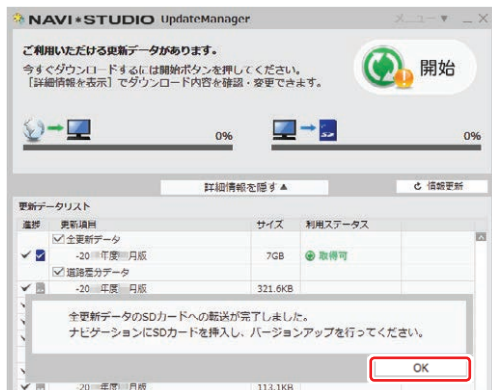 NAVI*STUDIO UpdateManager
メニュー ▼
ご利用いただける更新データがあります。
今すぐダウンロードするには開始ボタンを押してください。
[詳細情報を表示] でダウンロード内容を確認・変更できます。
開始
0%
0%
詳細情報を隠す▲
情報更新
更新データリスト
進捗 更新項目 サイズ 利用ステータス
全更新データ
-20 年度 月版 7GB 取得可
道路差分データ
-20 年度 月版 321.6KB
全更新データのSDカードへの転送が完了しました。
ナビゲーションにSDカードを挿入し、バージョンアップを行ってください。
OK
-20 年度 月版 113.1KB